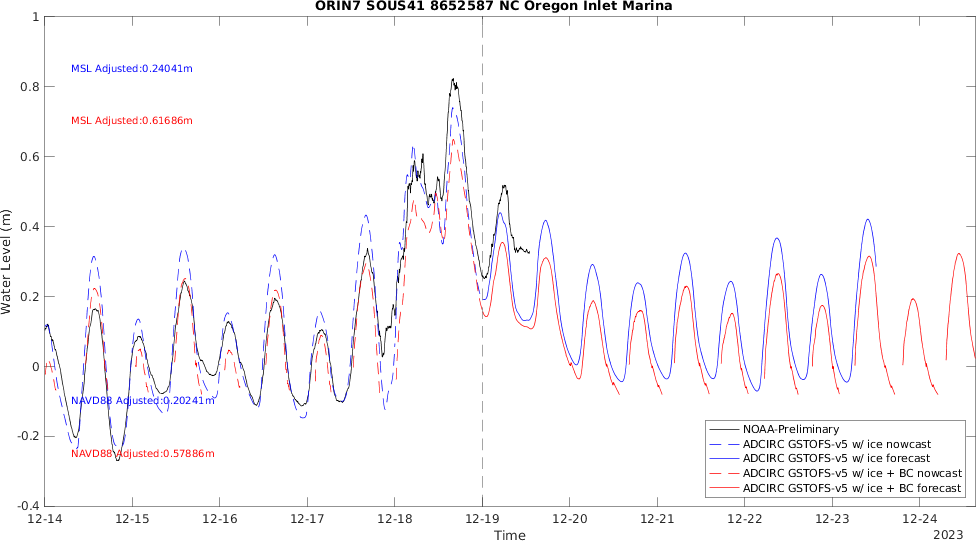 ORIN7 SOUS41 8652587 NC Oregon Inlet Marina
1
0.8
0.6
0.4
0.2
0
-0.2
-0.4
Water Level (m)
MSL Adjusted:0.24041m
MSL Adjusted:0.61686m
NAVD88 Adjusted:0.20241m
NAVD88 Adjusted:0.57886m
NOAA-Preliminary
ADCIRC GSTOFS-v5 w/ ice nowcast
ADCIRC GSTOFS-v5 w/ ice forecast
ADCIRC GSTOFS-v5 w/ ice + BC nowcast
ADCIRC GSTOFS-v5 w/ ice + BC forecast
12-14 12-15 12-16 12-17 12-18 12-19 12-20 12-21 12-22 12-23 12-24
Time
2023